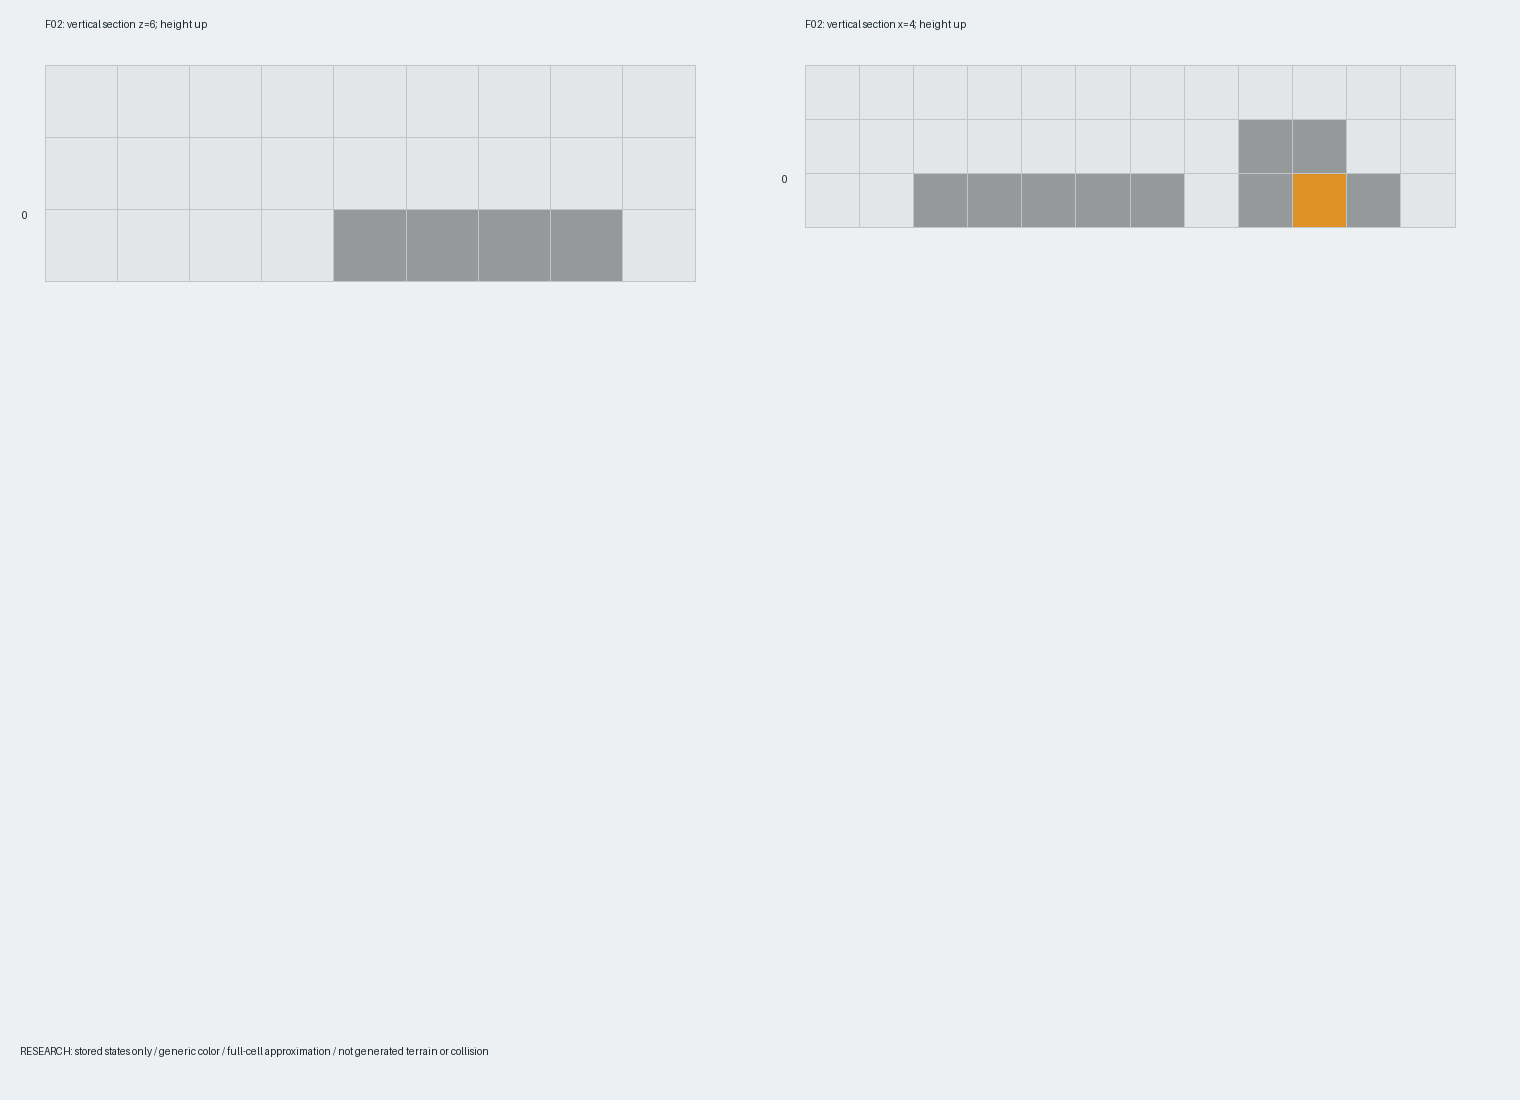 F02: vertical section z=6; height up
F02: vertical section x=4; height up
0
0
RESEARCH: stored states only / generic color / full-cell approximation / not generated terrain or collision